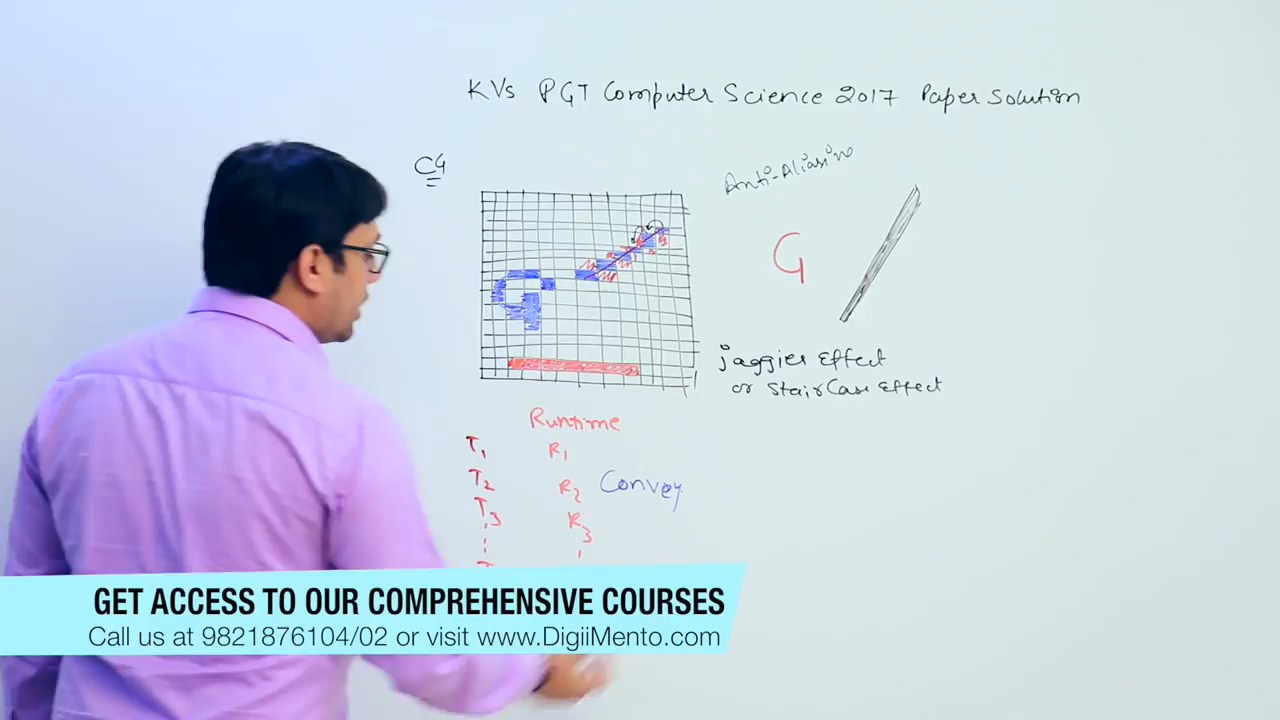 KVs PGT Computer Science 2017 Paper Solution
CG
Anti-Aliasing
G
G
jaggier Effect
or StairCase Effect
Runtime
T1 R1
T2 R2 Convey
T3 R3
GET ACCESS TO OUR COMPREHENSIVE COURSES
Call us at 9821876104/02 or visit www.DigiiMento.com